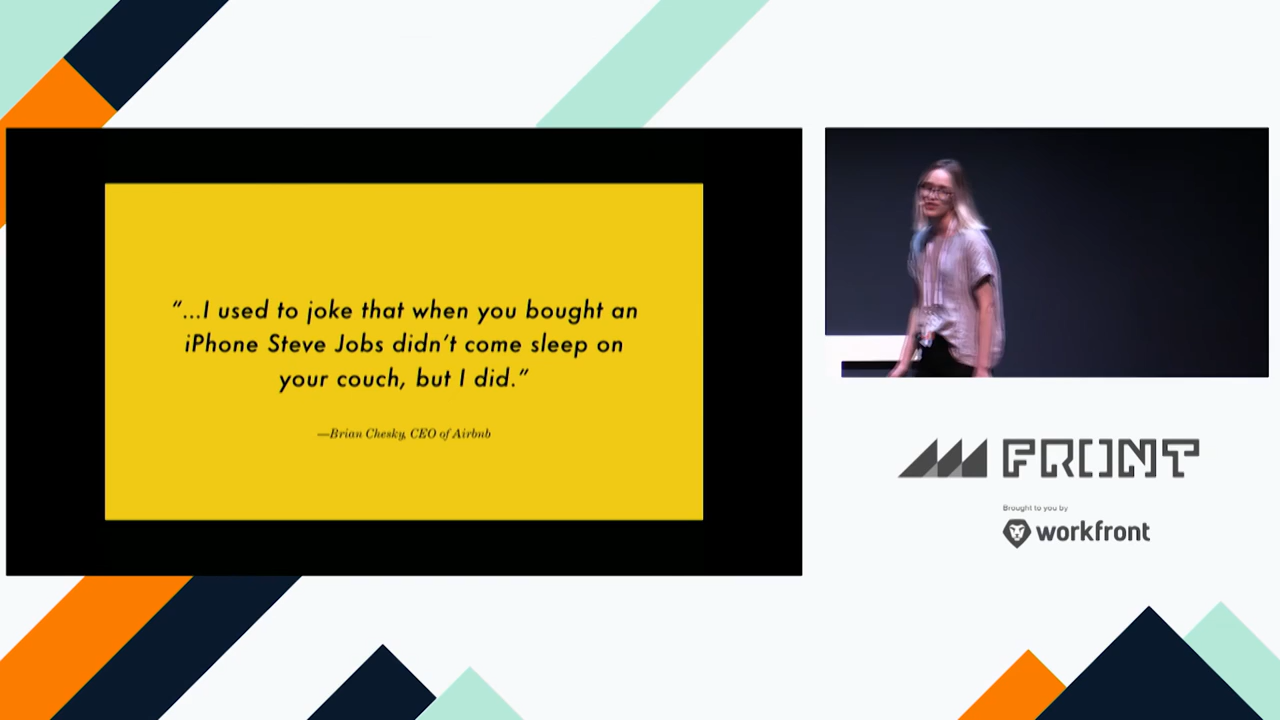 “...I used to joke that when you bought an
iPhone Steve Jobs didn’t come sleep on
your couch, but I did.”
—Brian Chesky, CEO of Airbnb
FRONT
Brought to you by
workfront